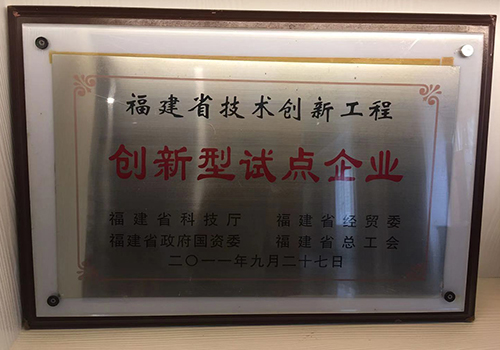 福建省技术创新工程
创新型试点企业
福建省科技厅 福建省经贸委
福建省政府国资委 福建省总工会
二〇一一年九月二十七日